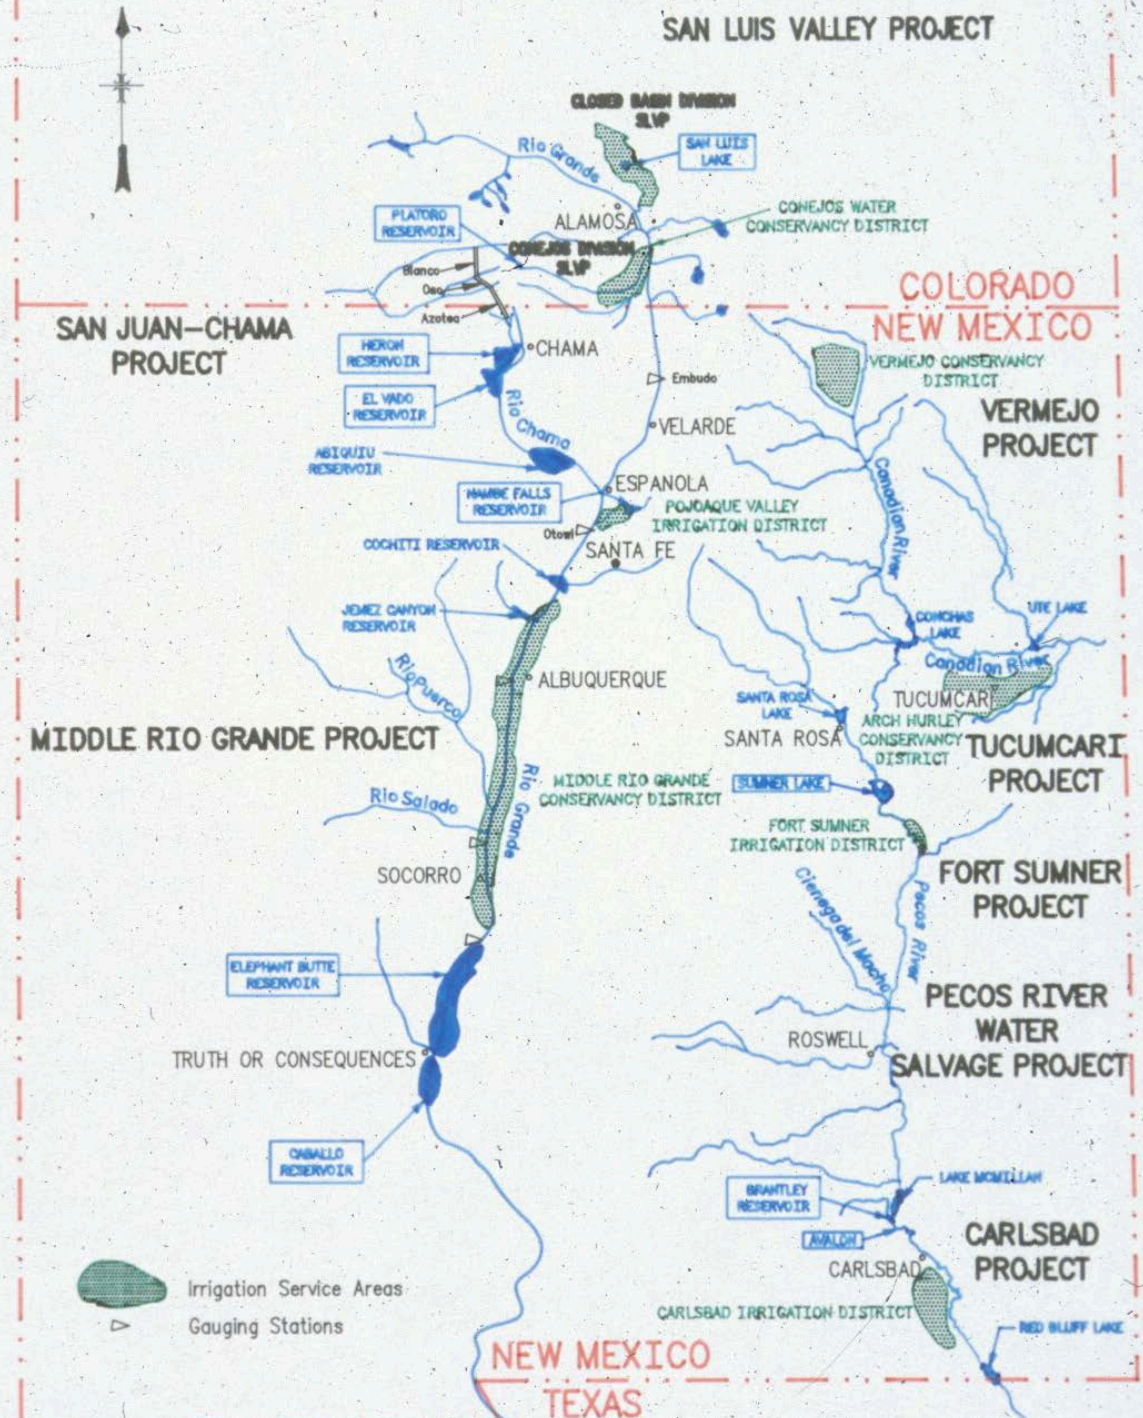 SAN LUIS VALLEY PROJECT
CLOSED BASIN DIVISION
SLVP
Rio Grande
SAN LUIS
LAKE
PLATORO
RESERVOIR
ALAMOSA
CONEJOS WATER
CONSERVANCY DISTRICT
CONEJOS DIVISION
SLVP
Blanco
Oso
Azotea
COLORADO
NEW MEXICO
SAN JUAN-CHAMA
PROJECT
HERON
RESERVOIR
CHAMA
EL VADO
RESERVOIR
Rio Chama
Embudo
VERMEJO CONSERVANCY
DISTRICT
VERMEJO
PROJECT
VELARDE
ABIQUIU
RESERVOIR
Canadian River
NAMBE FALLS
RESERVOIR
ESPANOLA
POJOAQUE VALLEY
IRRIGATION DISTRICT
Otowi
COCHITI RESERVOIR
SANTA FE
JEMEZ CANYON
RESERVOIR
CONCHAS
LAKE
UTE LAKE
Canadian River
Rio Puerco
ALBUQUERQUE
TUCUMCARI
SANTA ROSA
LAKE
SANTA ROSA
ARCH HURLEY
CONSERVANCY
DISTRICT
TUCUMCARI
PROJECT
MIDDLE RIO GRANDE PROJECT
Rio Grande
MIDDLE RIO GRANDE
CONSERVANCY DISTRICT
SUMNER LAKE
Rio Salado
FORT SUMNER
IRRIGATION DISTRICT
SOCORRO
FORT SUMNER
PROJECT
Cienega del Macho
Pecos River
ELEPHANT BUTTE
RESERVOIR
PECOS RIVER
WATER
SALVAGE PROJECT
ROSWELL
TRUTH OR CONSEQUENCES
CABALLO
RESERVOIR
BRANTLEY
RESERVOIR
LAKE MCMILLAN
AVALON
CARLSBAD
PROJECT
CARLSBAD
CARLSBAD IRRIGATION DISTRICT
RED BLUFF LAKE
Irrigation Service Areas
Gauging Stations
NEW MEXICO
TEXAS